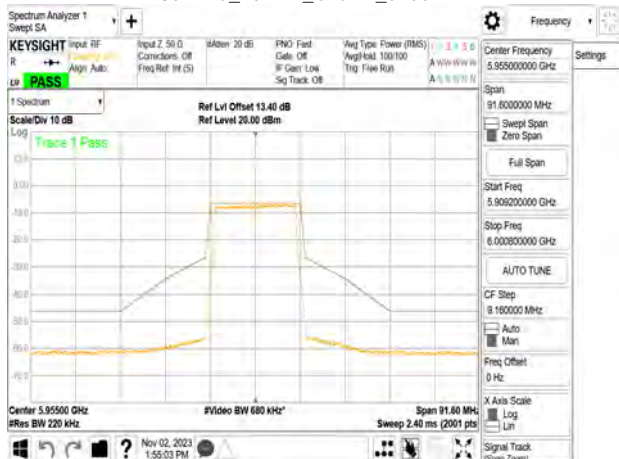 Spectrum Analyzer 1
Swept SA
Frequency
KEYSIGHT
Input: RF
Input Z: 50 Ω
#Atten: 20 dB
PNO: Fast
Avg Type: Power (RMS)
R
Corrections: Off
Gate: Off
Avg|Hold: 100/100
Align: Auto
Freq Ref: Int (S)
IF Gain: Low
Trig: Free Run
Sig Track: Off
PASS
1 Spectrum
Ref Lvl Offset 13.40 dB
Scale/Div 10 dB
Ref Level 20.00 dBm
Log
Trace 1 Pass
Center 5.95500 GHz
#Video BW 680 kHz*
Span 91.60 MHz
#Res BW 220 kHz
Sweep 2.40 ms (2001 pts)
Nov 02, 2023
1:55:03 PM
Settings
Center Frequency
5.955000000 GHz
Span
91.6000000 MHz
Swept Span
Zero Span
Full Span
Start Freq
5.909200000 GHz
Stop Freq
6.000800000 GHz
AUTO TUNE
CF Step
9.160000 MHz
Auto
Man
Freq Offset
0 Hz
X Axis Scale
Log
Lin
Signal Track